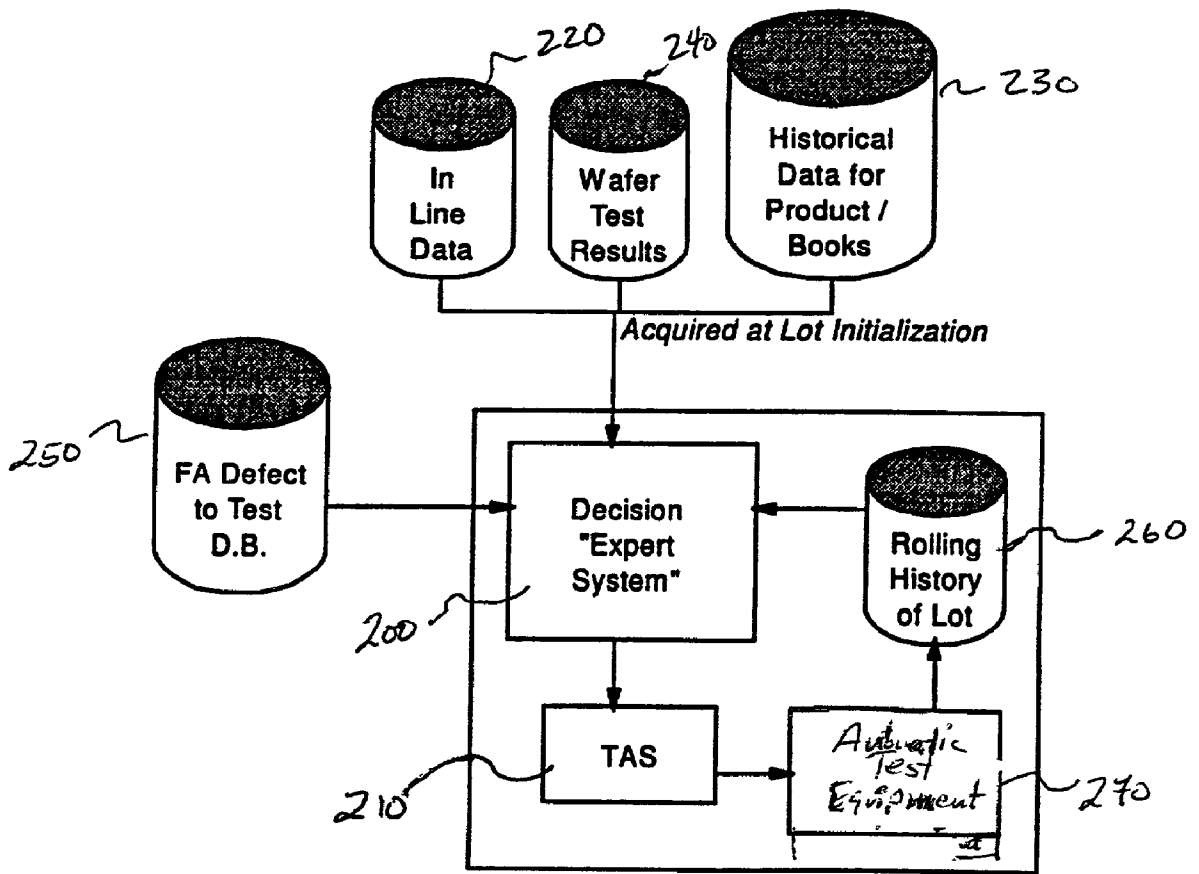 220
240
230
In
Line
Data
Wafer
Test
Results
Historical
Data for
Product /
Books
Acquired at Lot Initialization
250
FA Defect
to Test
D.B.
Decision
"Expert
System"
200
Rolling
History
of Lot
260
TAS
210
Automatic
Test
Equipment
270